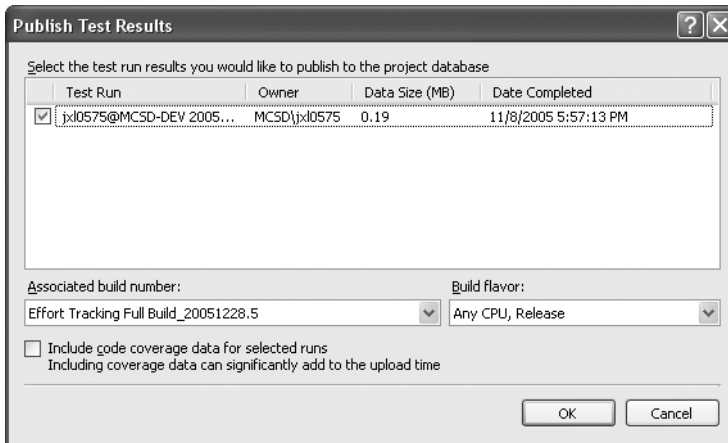 Publish Test Results
Select the test run results you would like to publish to the project database
Test Run Owner Data Size (MB) Date Completed
jxl0575@MCSD-DEV 2005... MCSD\jxl0575 0.19 11/8/2005 5:57:13 PM
Associated build number: Build flavor:
Effort Tracking Full Build_20051228.5 Any CPU, Release
Include code coverage data for selected runs
Including coverage data can significantly add to the upload time
OK Cancel